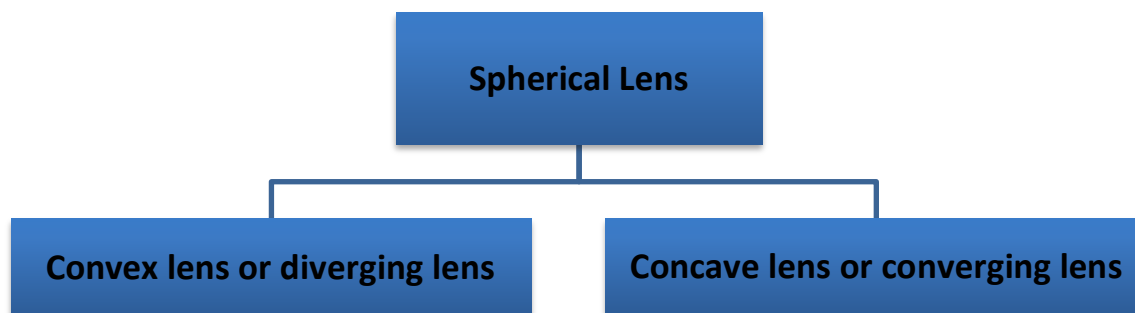 Spherical Lens
Convex lens or diverging lens
Concave lens or converging lens